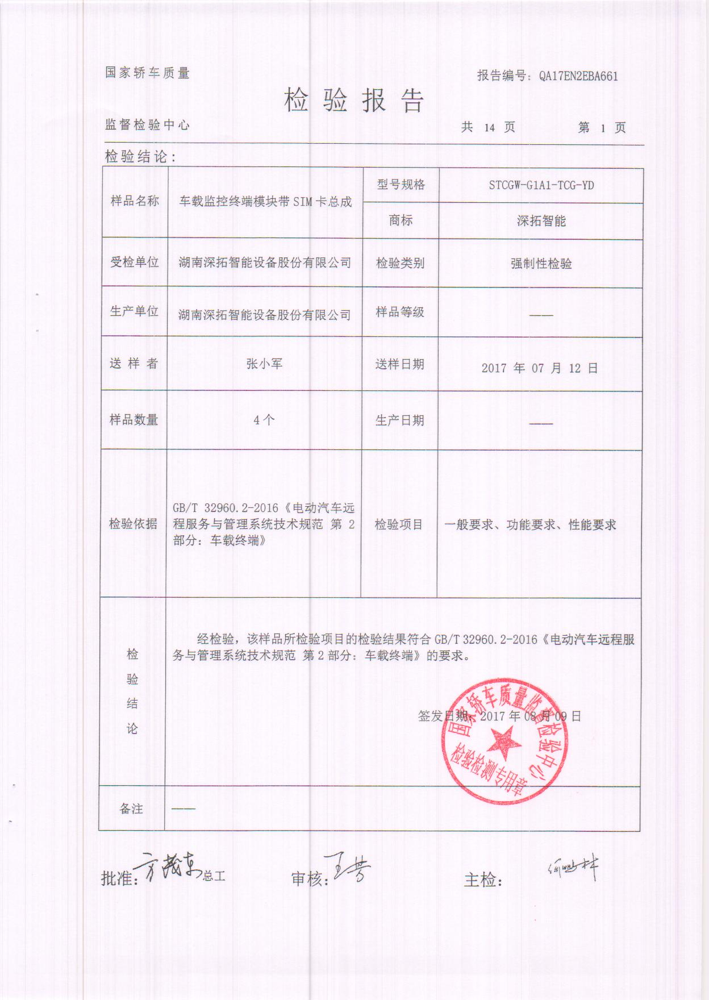 国家轿车质量
报告编号：QA17EN2EBA661
检验报告
监督检验中心
共 14 页 第 1 页
检验结论：
样品名称 车载监控终端模块带SIM卡总成 型号规格 STCGW-G1A1-TCG-YD
商标 深拓智能
受检单位 湖南深拓智能设备股份有限公司 检验类别 强制性检验
生产单位 湖南深拓智能设备股份有限公司 样品等级 ——
送样者 张小军 送样日期 2017 年 07 月 12 日
样品数量 4个 生产日期 ——
检验依据
GB/T 32960.2-2016《电动汽车远
程服务与管理系统技术规范 第 2
部分：车载终端》
检验项目 一般要求、功能要求、性能要求
检验结论
经检验，该样品所检验项目的检验结果符合GB/T 32960.2-2016《电动汽车远程服
务与管理系统技术规范 第2部分：车载终端》的要求。
签发日期：2017年08月09日
国家轿车质量监督检验中心
检验检测专用章
备注 ——
批准：方茂东总工 审核：王芳 主检：